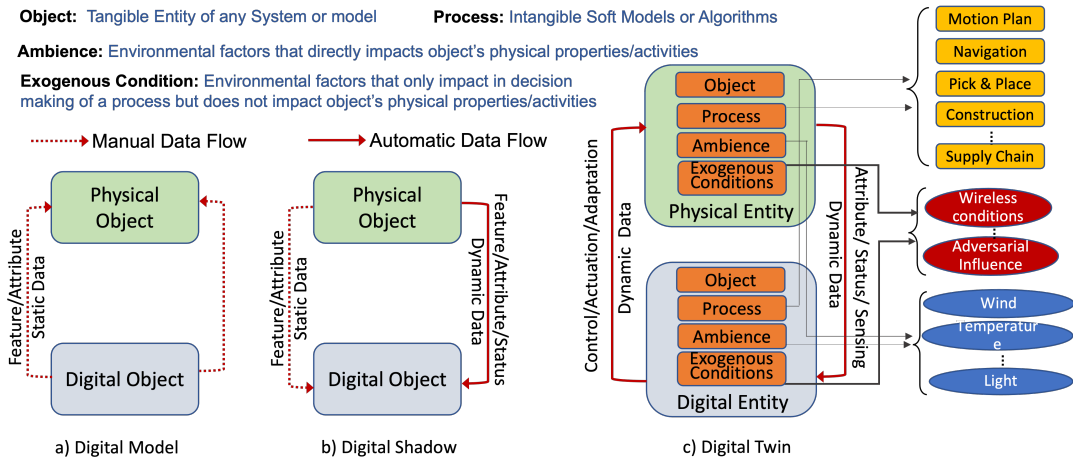 Object: Tangible Entity of any System or model
Process: Intangible Soft Models or Algorithms
Ambience: Environmental factors that directly impacts object's physical properties/activities
Exogenous Condition: Environmental factors that only impact in decision
making of a process but does not impact object's physical properties/activities
Manual Data Flow
Automatic Data Flow
Physical
Object
Feature/Attribute
Static Data
Digital Object
a) Digital Model
Physical
Object
Feature/Attribute
Static Data
Feature/Attribute/Status
Dynamic Data
Digital Object
b) Digital Shadow
Control/Actuation/Adaptation
Dynamic Data
Object
Process
Ambience
Exogenous
Conditions
Physical Entity
Attribute/ Status/ Sensing
Dynamic Data
Object
Process
Ambience
Exogenous
Conditions
Digital Entity
c) Digital Twin
Motion Plan
Navigation
Pick & Place
Construction
Supply Chain
Wireless
conditions
Adversarial
Influence
Wind
Temperatur
e
Light